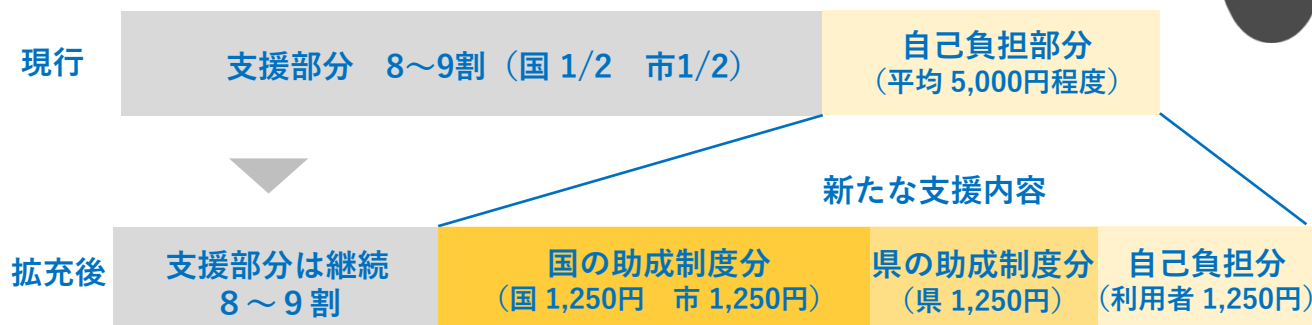 現行
支援部分　8～9割（国 1/2　市1/2）
自己負担部分
（平均 5,000円程度）
新たな支援内容
拡充後
支援部分は継続
８～９割
国の助成制度分
（国 1,250円　市 1,250円）
県の助成制度分
（県 1,250円）
自己負担分
（利用者 1,250円）